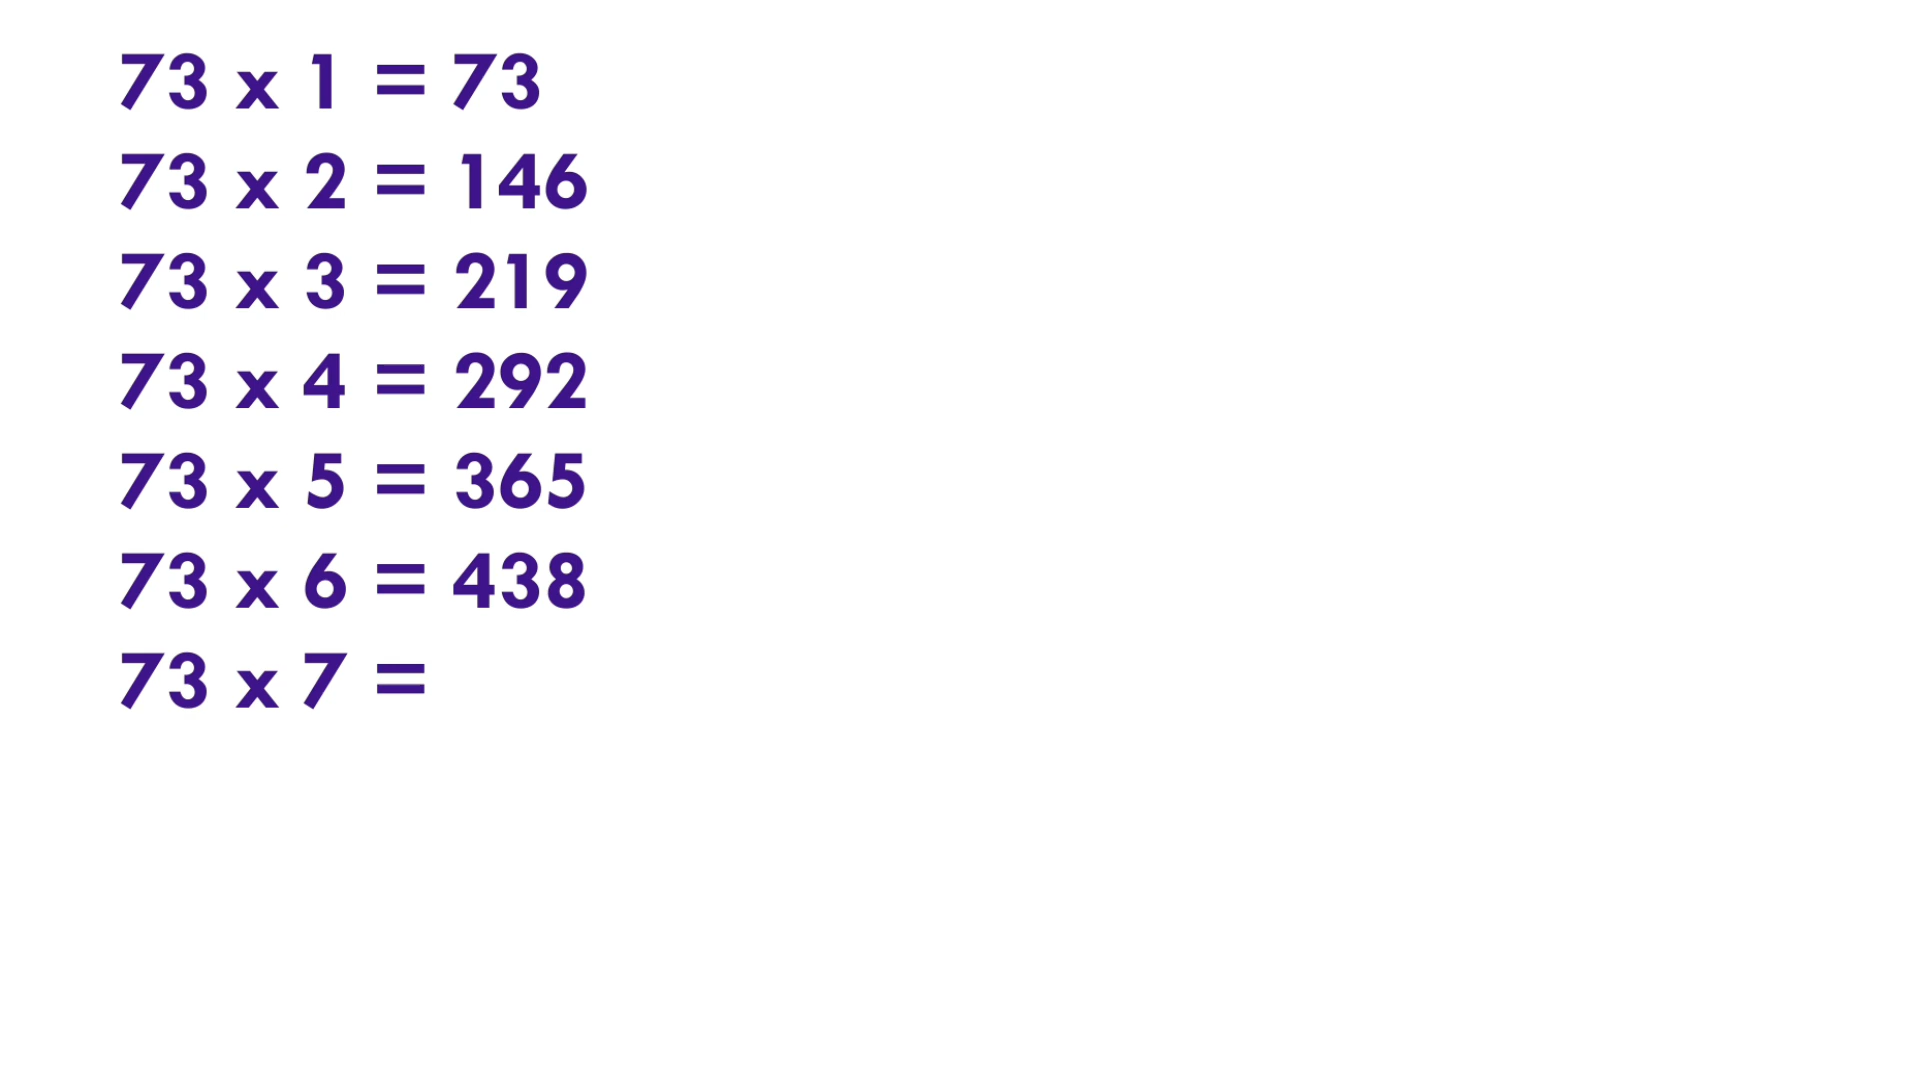 73 x 1 = 73
73 x 2 = 146
73 x 3 = 219
73 x 4 = 292
73 x 5 = 365
73 x 6 = 438
73 x 7 =